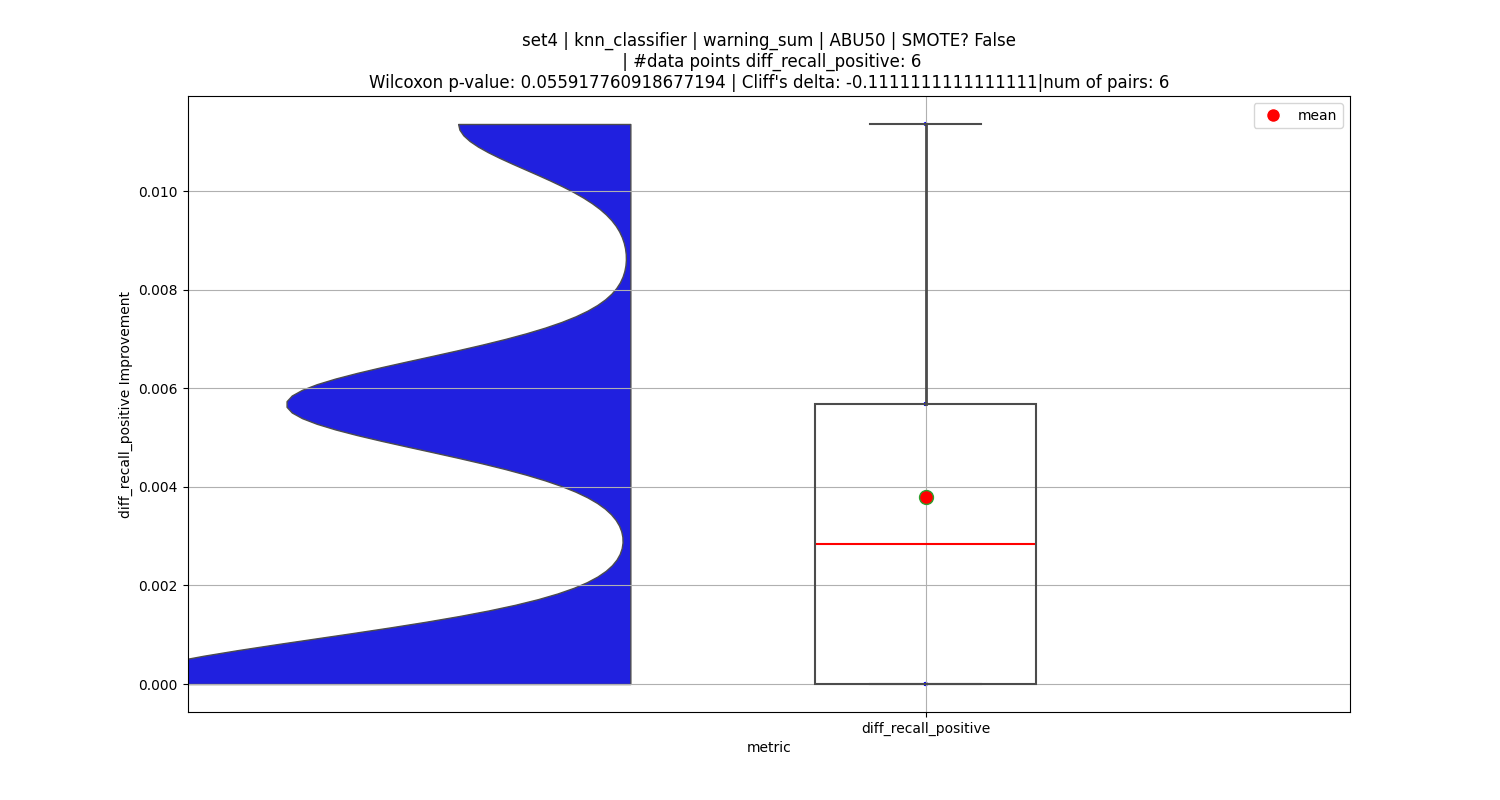 set4 | knn_classifier | warning_sum | ABU50 | SMOTE? False
| #data points diff_recall_positive: 6
Wilcoxon p-value: 0.055917760918677194 | Cliff's delta: -0.1111111111111111|num of pairs: 6
mean
0.010
0.008
0.006
0.004
0.002
0.000
diff_recall_positive Improvement
diff_recall_positive
metric